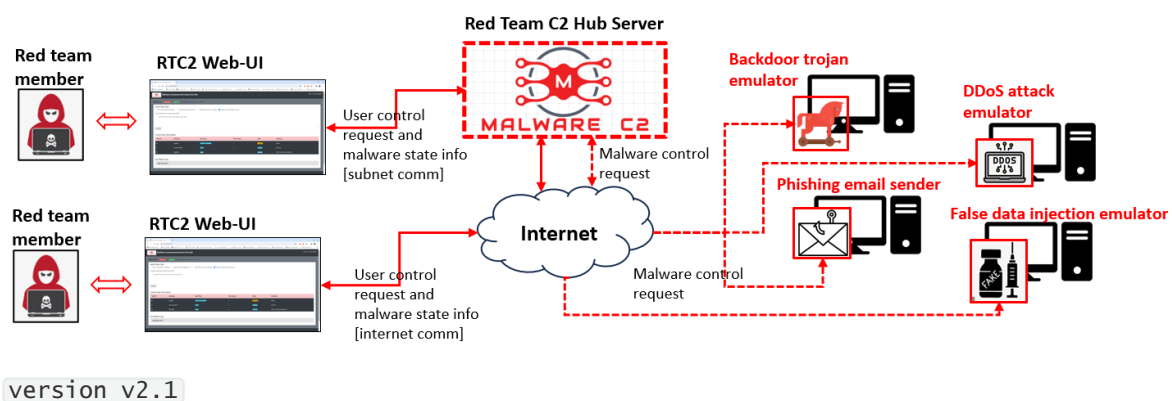 Red Team C2 Hub Server
Red team
member
RTC2 Web-UI
M
MALWARE C2
User control
request and
malware state info
[subnet comm]
Malware control
request
Backdoor trojan
emulator
DDoS attack
emulator
DDOS
Phishing email sender
False data injection emulator
FAKE
Red team
member
RTC2 Web-UI
Internet
User control
request and
malware state info
[internet comm]
Malware control
request
version v2.1